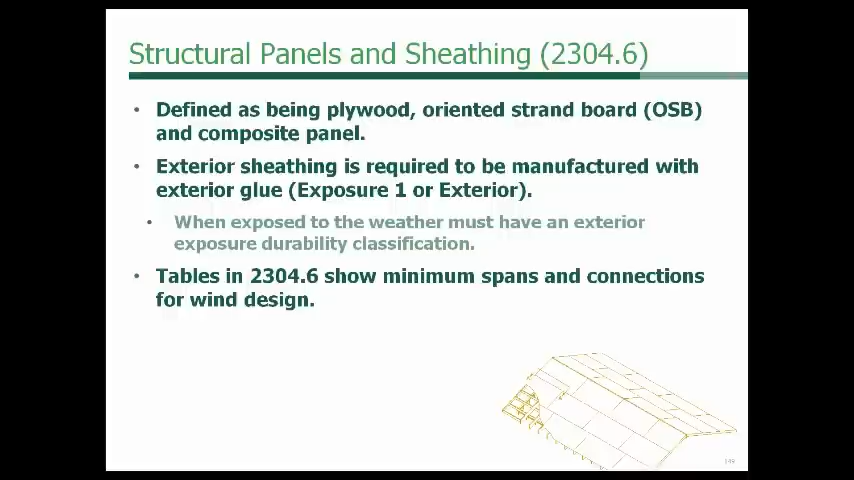 Structural Panels and Sheathing (2304.6)
• Defined as being plywood, oriented strand board (OSB)
and composite panel.
• Exterior sheathing is required to be manufactured with
exterior glue (Exposure 1 or Exterior).
• When exposed to the weather must have an exterior
exposure durability classification.
• Tables in 2304.6 show minimum spans and connections
for wind design.